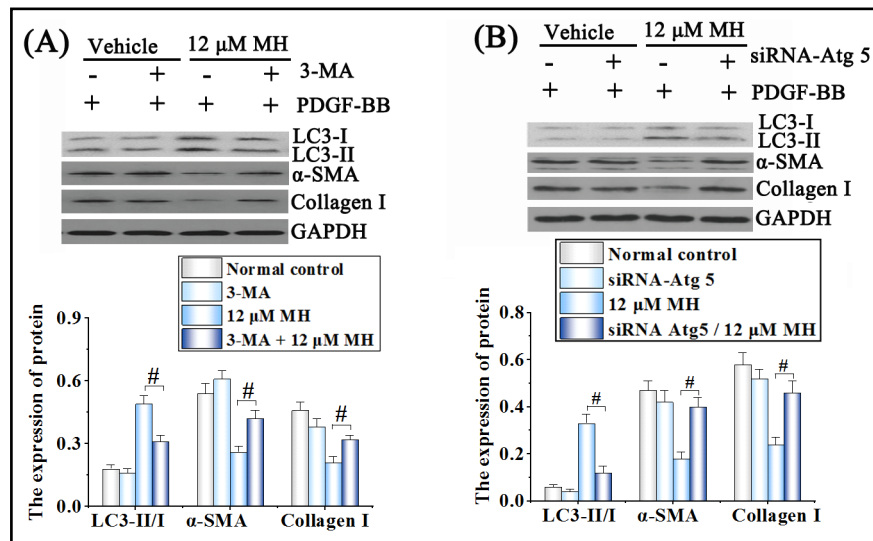 (A)
Vehicle 12 μM MH
- + - + 3-MA
+ + + + PDGF-BB
LC3-I
LC3-II
α-SMA
Collagen I
GAPDH
Normal control
3-MA
12 μM MH
3-MA + 12 μM MH
The expression of protein
0.9
0.6
0.3
0.0
# # #
LC3-II/I α-SMA Collagen I
(B)
Vehicle 12 μM MH
- + - + siRNA-Atg 5
+ + + + PDGF-BB
LC3-I
LC3-II
α-SMA
Collagen I
GAPDH
Normal control
siRNA-Atg 5
12 μM MH
siRNA Atg5 / 12 μM MH
The expression of protein
0.8
0.6
0.4
0.2
0.0
# # #
LC3-II/I α-SMA Collagen I